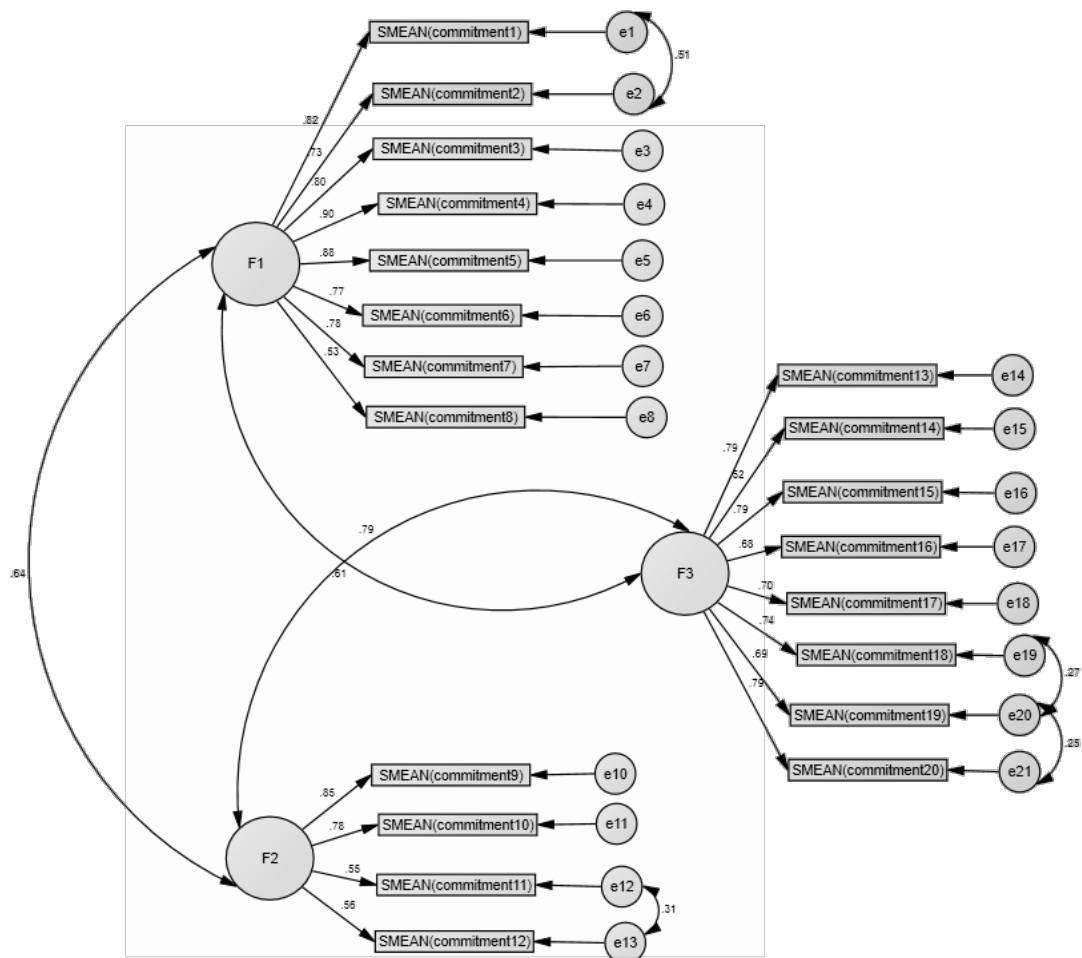 SMEAN(commitment1)
e1
.51
SMEAN(commitment2)
e2
.82
.73
SMEAN(commitment3)
e3
.80
SMEAN(commitment4)
e4
.90
F1
.88
SMEAN(commitment5)
e5
.77
SMEAN(commitment6)
e6
.78
.53
SMEAN(commitment7)
e7
SMEAN(commitment8)
e8
SMEAN(commitment13)
e14
.79
SMEAN(commitment14)
e15
.52
SMEAN(commitment15)
e16
.79
SMEAN(commitment16)
e17
.68
F3
.70
SMEAN(commitment17)
e18
.74
SMEAN(commitment18)
e19
.69
.27
.79
SMEAN(commitment19)
e20
.25
SMEAN(commitment20)
e21
.79
.61
.64
SMEAN(commitment9)
e10
.85
SMEAN(commitment10)
e11
.78
F2
.55
SMEAN(commitment11)
e12
.31
SMEAN(commitment12)
e13